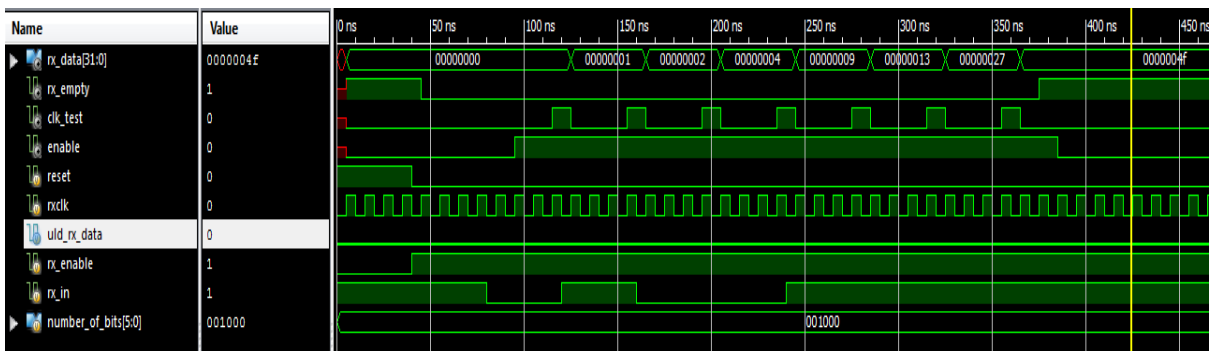 Name Value 0 ns 50 ns 100 ns 150 ns 200 ns 250 ns 300 ns 350 ns 400 ns 450 ns
rx_data[31:0] 0000004f 00000000 00000001 00000002 00000004 00000009 00000013 00000027 0000004f
rx_empty 1
clk_test 0
enable 0
reset 0
rxclk 0
uld_rx_data 0
rx_enable 1
rx_in 1
number_of_bits[5:0] 001000 001000